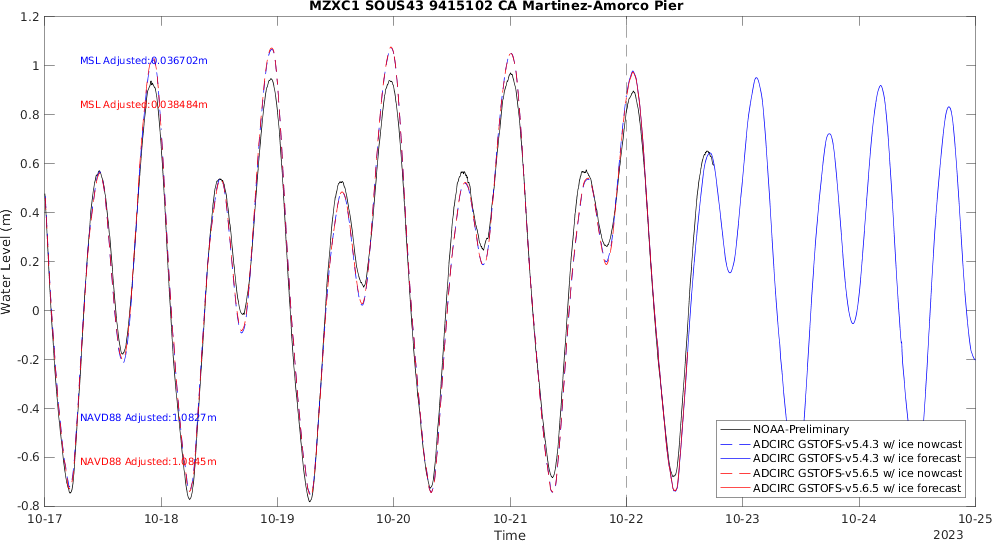 MZXC1 SOUS43 9415102 CA Martinez-Amorco Pier
1.2
1
0.8
0.6
0.4
0.2
0
-0.2
-0.4
-0.6
-0.8
Water Level (m)
MSL Adjusted:0.036702m
MSL Adjusted:0.038484m
NAVD88 Adjusted:1.0827m
NAVD88 Adjusted:1.0845m
NOAA-Preliminary
ADCIRC GSTOFS-v5.4.3 w/ ice nowcast
ADCIRC GSTOFS-v5.4.3 w/ ice forecast
ADCIRC GSTOFS-v5.6.5 w/ ice nowcast
ADCIRC GSTOFS-v5.6.5 w/ ice forecast
10-17 10-18 10-19 10-20 10-21 10-22 10-23 10-24 10-25
Time
2023